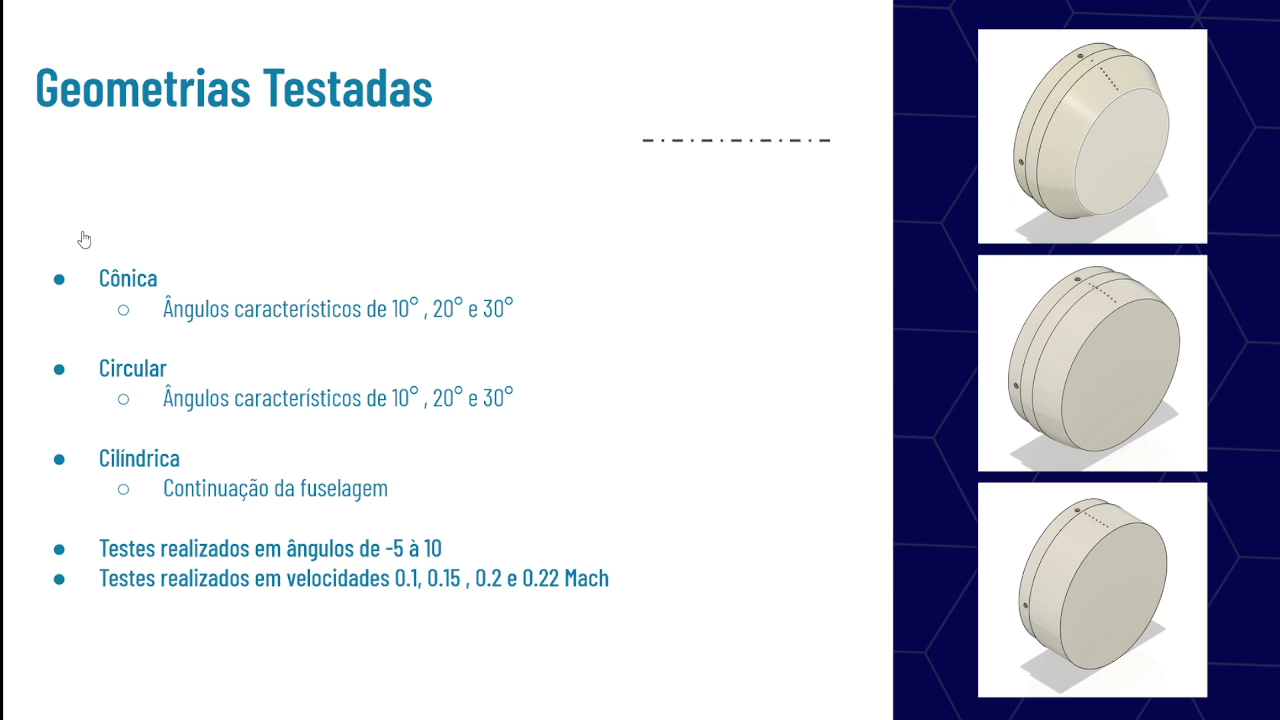 Geometrias Testadas
● Cônica
○ Ângulos característicos de 10° , 20° e 30°
● Circular
○ Ângulos característicos de 10° , 20° e 30°
● Cilíndrica
○ Continuação da fuselagem
● Testes realizados em ângulos de -5 à 10
● Testes realizados em velocidades 0.1, 0.15 , 0.2 e 0.22 Mach